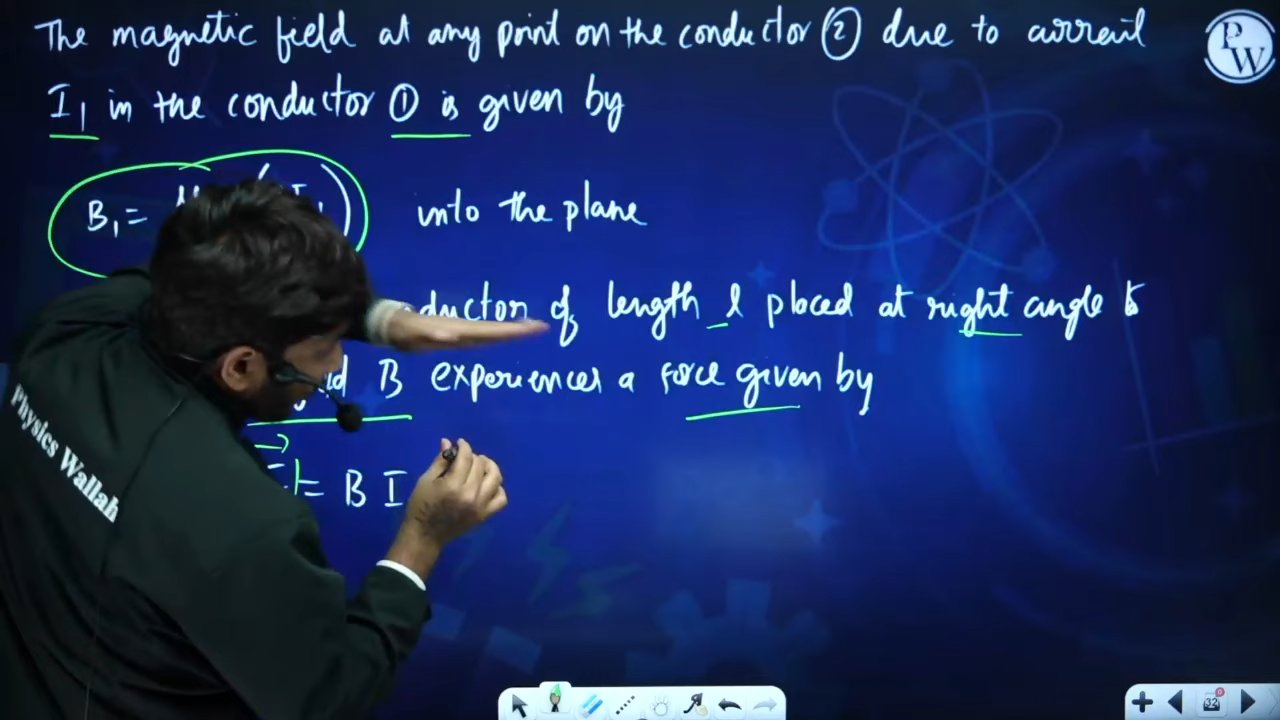 The magnetic field at any point on the conductor ② due to current
PW
I₁ in the conductor ① is given by
B₁ =
into the plane
of length l placed at right angle to
B experiences a force given by
= B I
Physics Wallah
32